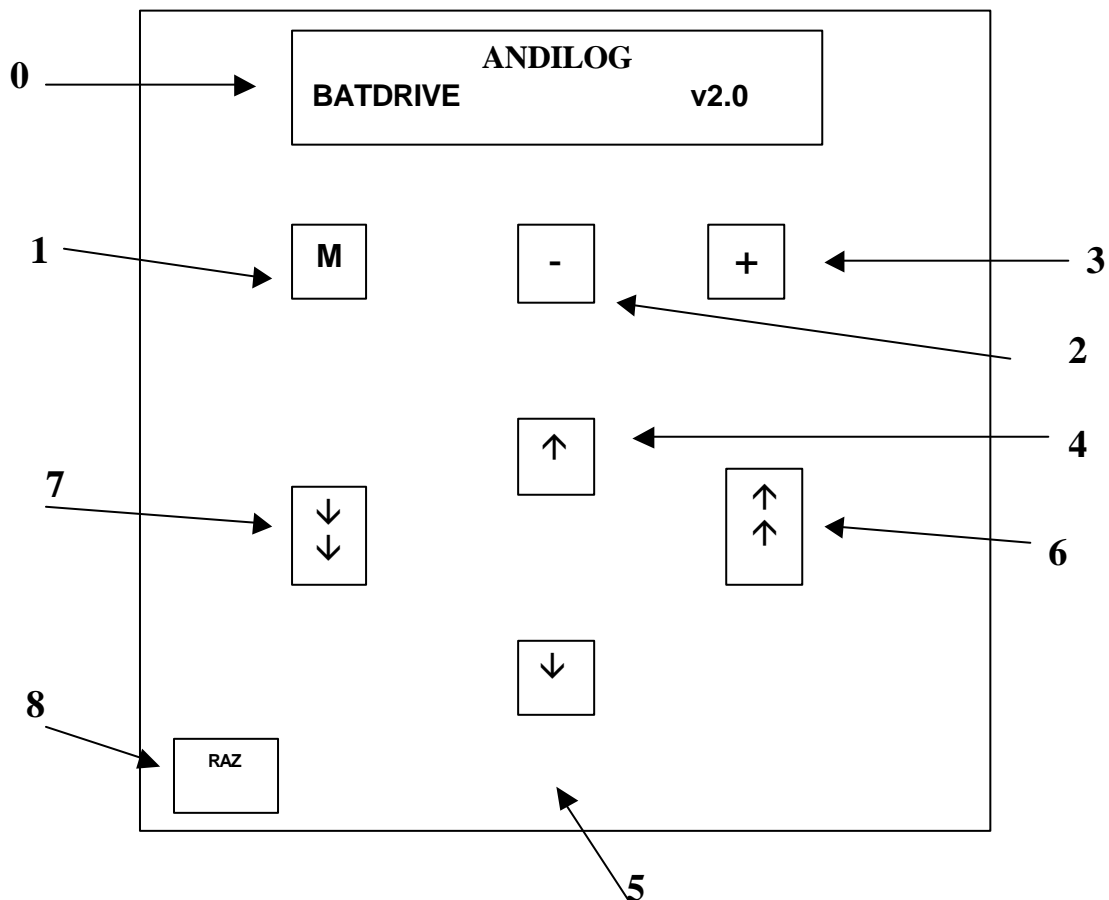 ANDILOG
0
BATDRIVE v2.0
1 M - + 3
2
↑ 4
7 ↓ ↑
↓ ↑
6
↓
8
RAZ
5